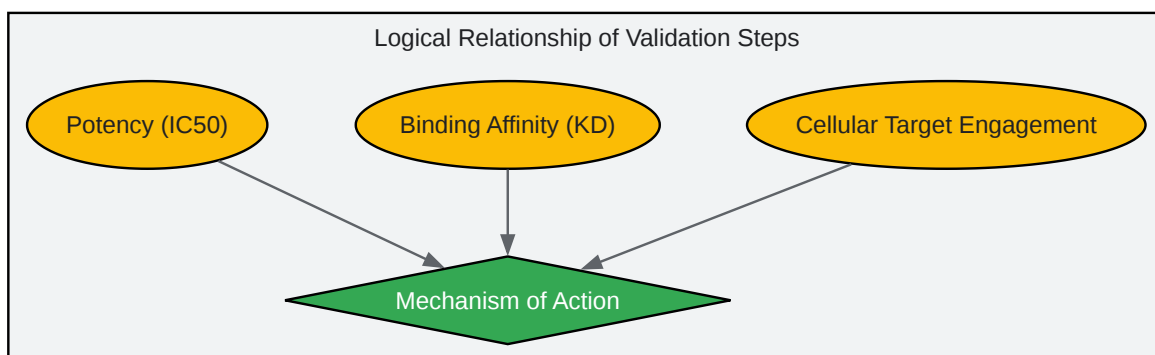 Logical Relationship of Validation Steps
Potency (IC50)
Binding Affinity (KD)
Cellular Target Engagement
Mechanism of Action